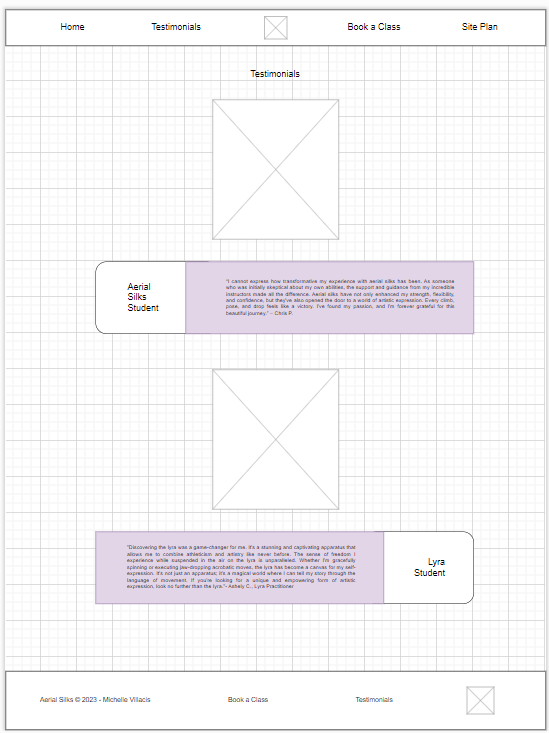 Home Testimonials Book a Class Site Plan
Testimonials
Aerial
Silks
Student
"I cannot express how transformative my experience with aerial silks has been. As someone
who was initially skeptical about my own abilities, the support and guidance from my incredible
instructors made all the difference. Aerial silks have not only enhanced my strength, flexibility,
and confidence, but they've also opened the door to a world of artistic expression. Every climb,
pose, and drop feels like a victory. I've found my passion, and I'm forever grateful for this
beautiful journey." - Chris P.
"Discovering the lyra was a game-changer for me. It's a stunning and captivating apparatus that
allows me to combine athleticism and artistry like never before. The sense of freedom I
experience while suspended in the air on the lyra is unparalleled. Whether I'm gracefully
spinning or executing jaw-dropping acrobatic moves, the lyra has become a canvas for my self-
expression. It's not just an apparatus; it's a magical world where I can tell my story through the
language of movement. If you're looking for a unique and empowering form of artistic
expression, look no further than the lyra."- Ashely C., Lyra Practitioner
Lyra
Student
Aerial Silks © 2023 - Michelle Villacis Book a Class Testimonials